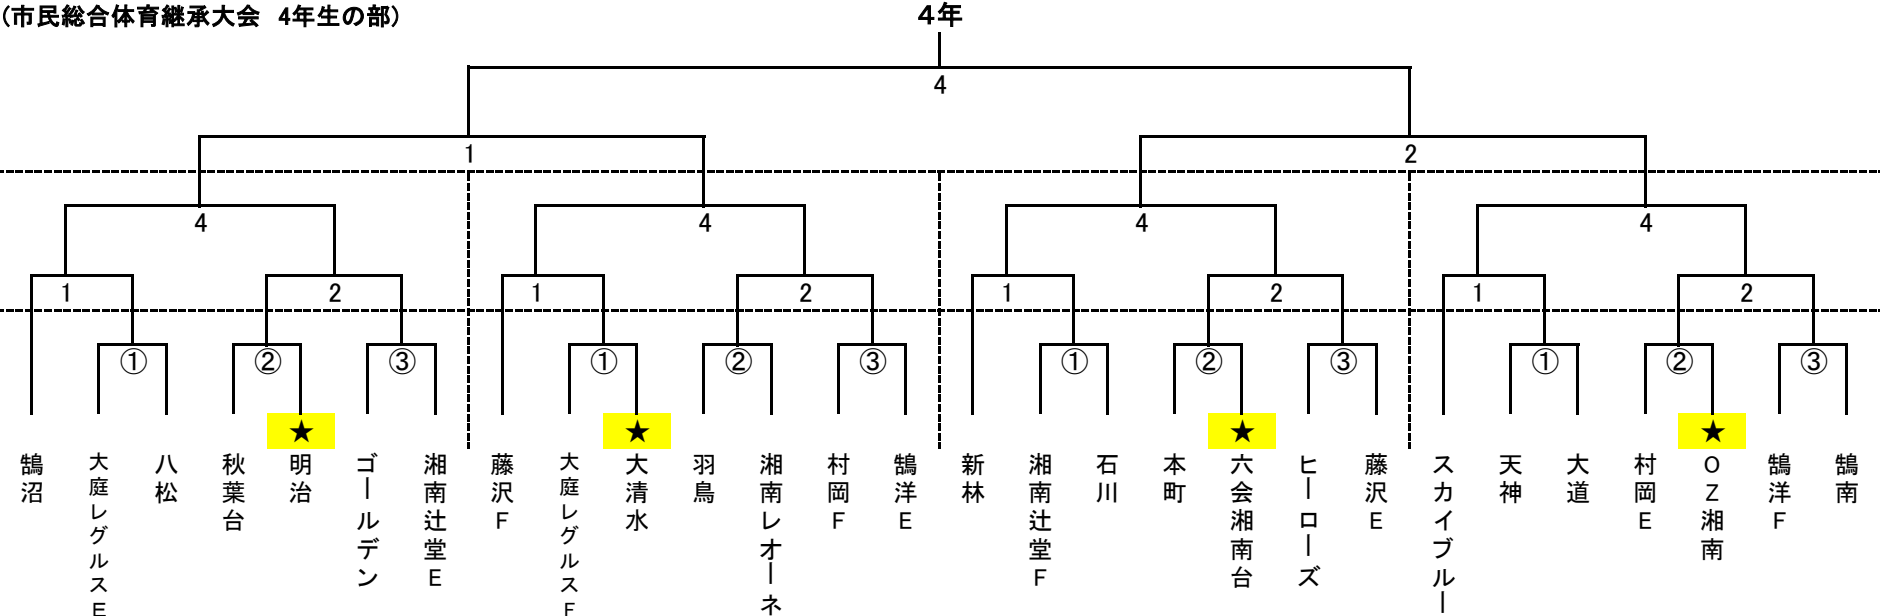 (市民総合体育継承大会　4年生の部)
４年
4
1
2
4
4
4
4
1
2
1
2
1
2
1
2
①
②
③
①
②
③
①
②
③
①
②
③
★
★
★
★
鵠沼
大庭レグルスE
八松
秋葉台
明治
ゴールデン
湘南辻堂E
藤沢F
大庭レグルスF
大清水
羽鳥
湘南レオーネ
村岡F
鵠洋E
新林
湘南辻堂F
石川
本町
六会湘南台
ヒーローズ
藤沢E
スカイブルー
天神
大道
村岡E
OZ湘南
鵠洋F
鵠南